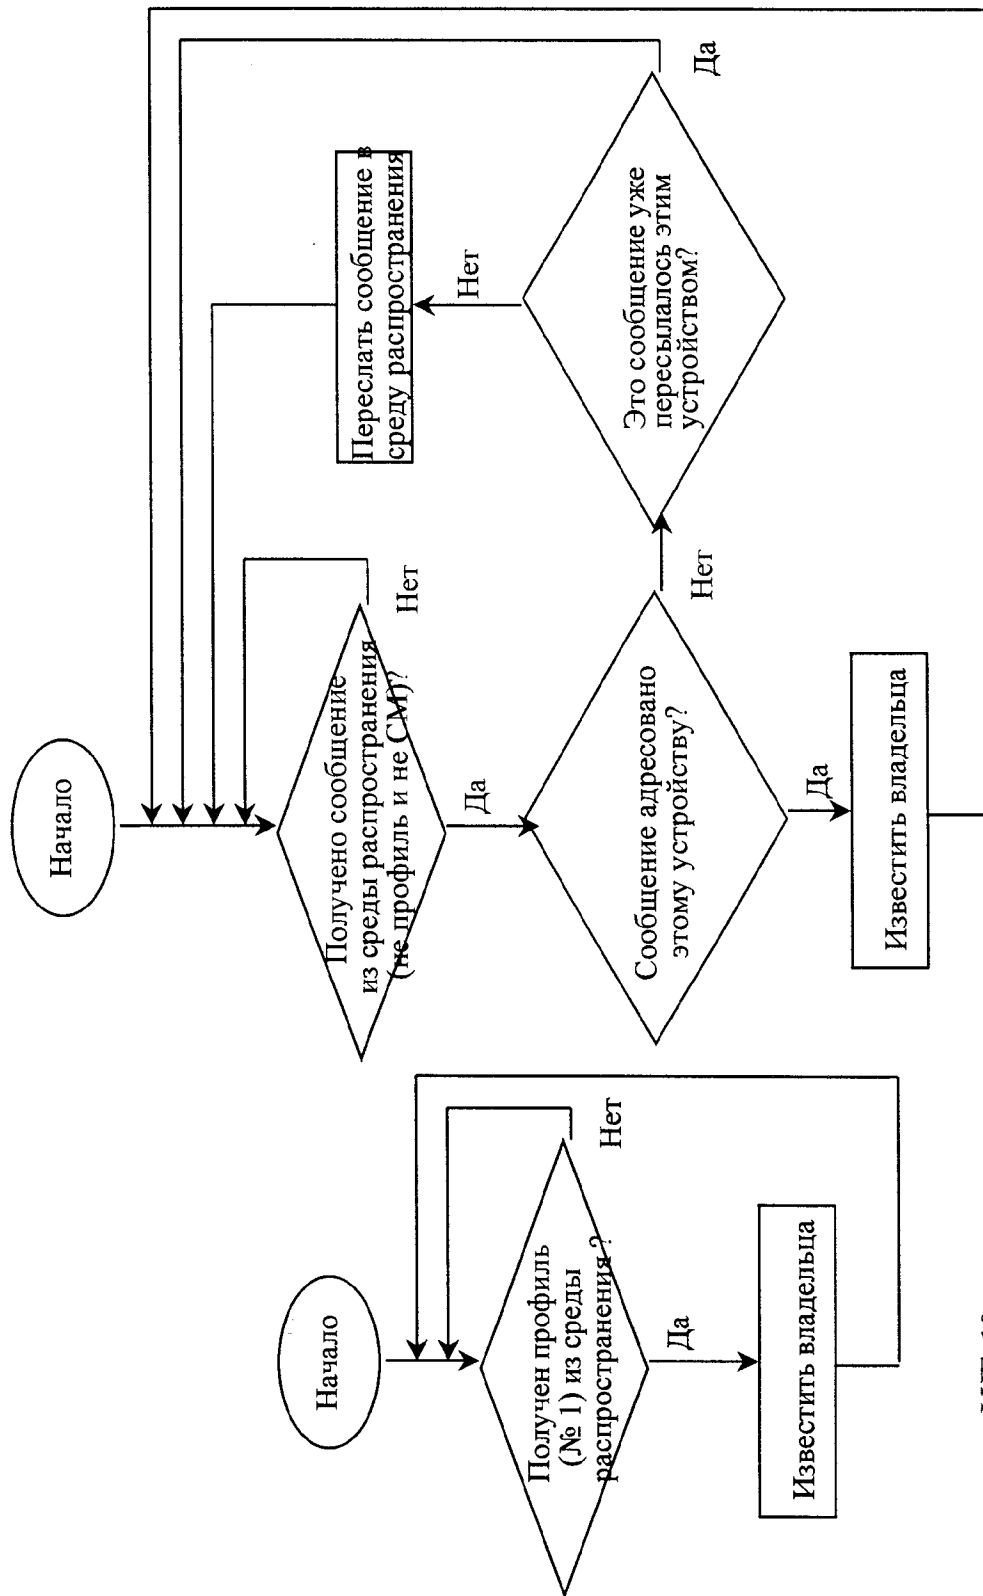 Начало
Получен профиль
(№ 1) из среды
распространения ?
Нет
Да
Известить владельца
Начало
Получено сообщение
из среды распространения
(не профиль и не СМ)?
Нет
Да
Сообщение адресовано
этому устройству?
Нет
Да
Известить владельца
Это сообщение уже
пересылалось этим
устройством?
Да
Нет
Переслать сообщение в
среду распространения